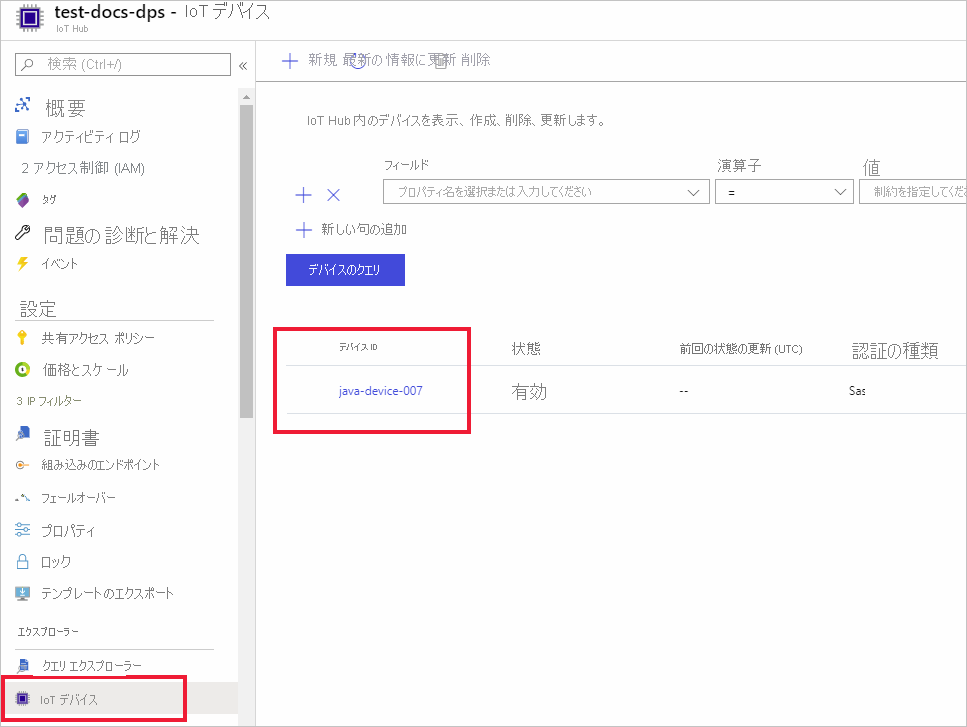 test-docs-dps - IoT デバイス
IoT Hub
検索 (Ctrl+/)
«
概要
アクティビティ ログ
2 アクセス制御 (IAM)
タグ
問題の診断と解決
イベント
設定
共有アクセス ポリシー
価格とスケール
3 IP フィルター
証明書
組み込みのエンドポイント
フェールオーバー
プロパティ
ロック
テンプレートのエクスポート
エクスプローラー
クエリ エクスプローラー
IoT デバイス
新規 最新の情報に更新 削除
IoT Hub 内のデバイスを表示、作成、削除、更新します。
フィールド 演算子 値
プロパティ名を選択または入力してください = 制約を指定してくださ
新しい句の追加
デバイスのクエリ
デバイス ID 状態 前回の状態の更新 (UTC) 認証の種類
java-device-007 有効 -- Sas